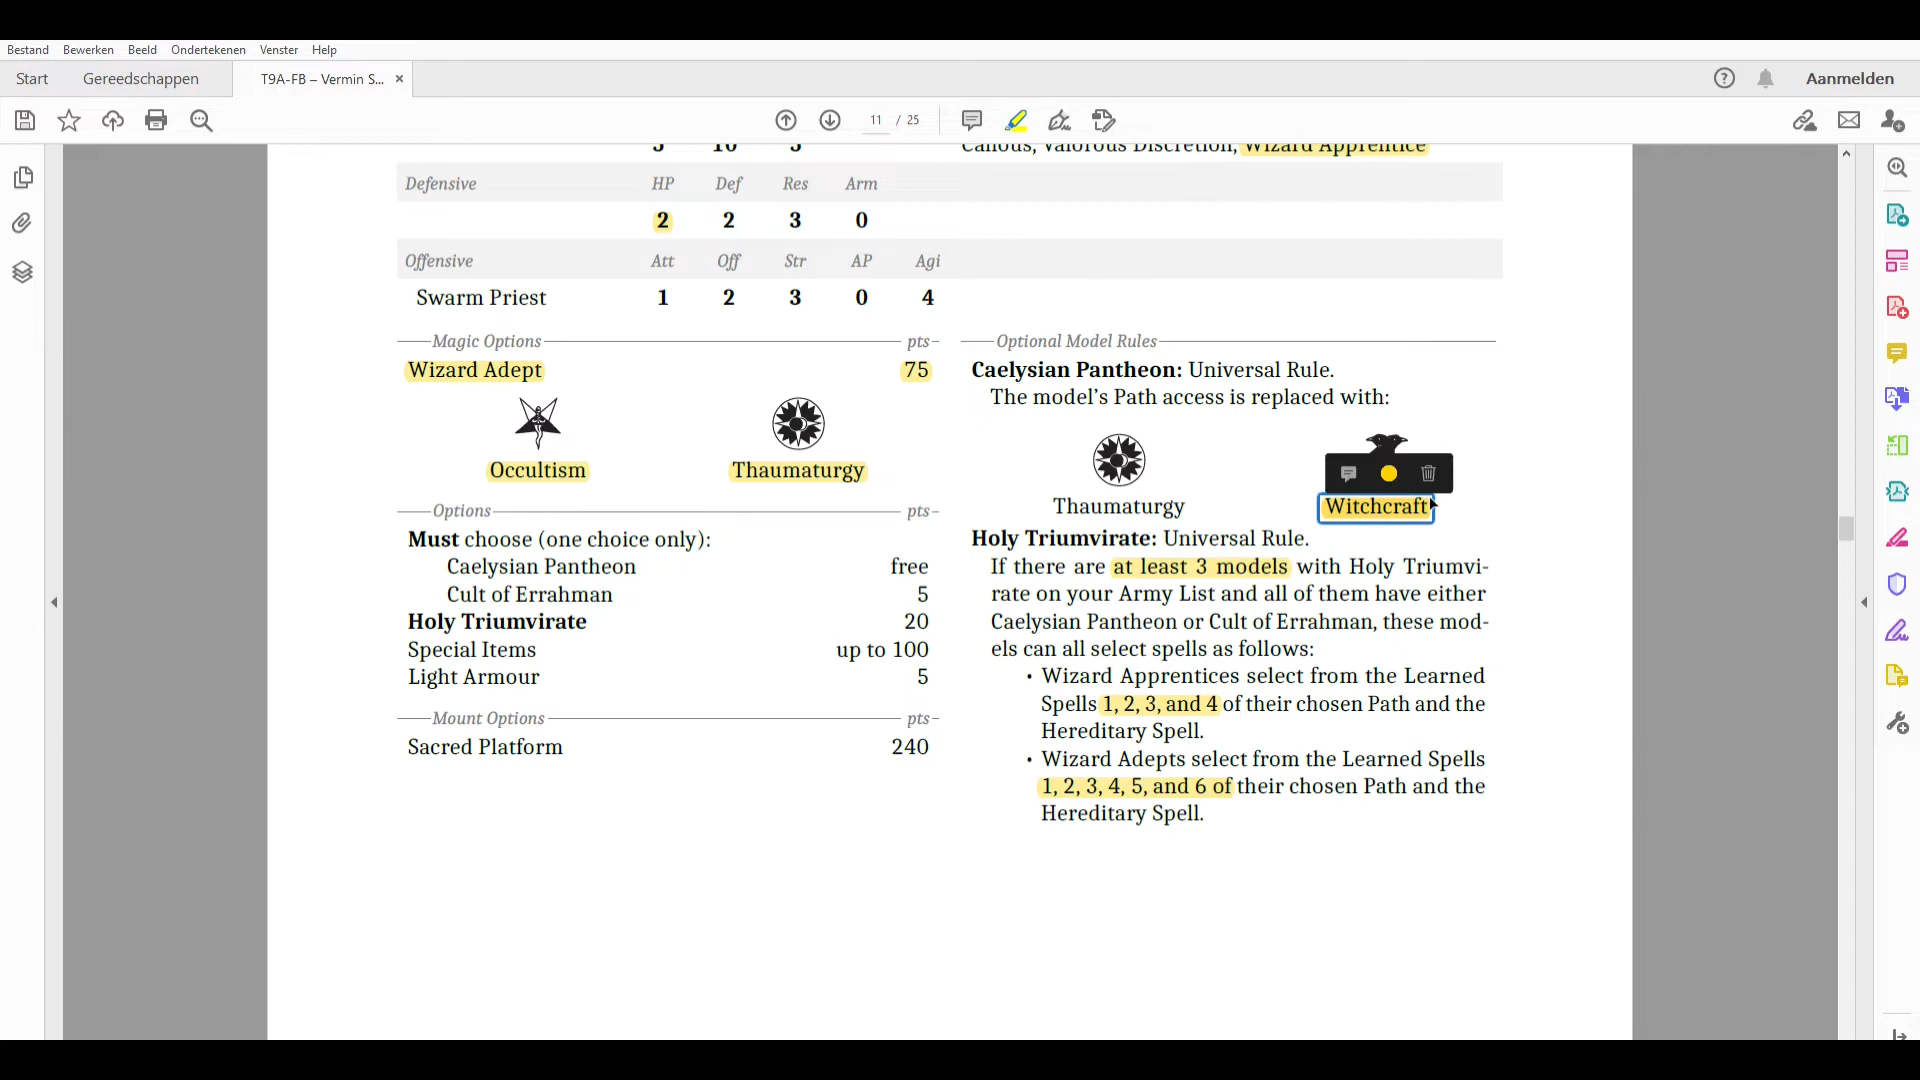 Bestand Bewerken Beeld Ondertekenen Venster Help
Start Gereedschappen T9A-FB – Vermin S... × Aanmelden
11 / 25
5 10 5 Callous, Valorous Discretion, Wizard Apprentice
Defensive HP Def Res Arm
2 2 3 0
Offensive Att Off Str AP Agi
Swarm Priest 1 2 3 0 4
Magic Options pts
Wizard Adept 75
Occultism Thaumaturgy
Options pts
Must choose (one choice only):
Caelysian Pantheon free
Cult of Errahman 5
Holy Triumvirate 20
Special Items up to 100
Light Armour 5
Mount Options pts
Sacred Platform 240
Optional Model Rules
Caelysian Pantheon: Universal Rule.
The model's Path access is replaced with:
Thaumaturgy Witchcraft
Holy Triumvirate: Universal Rule.
If there are at least 3 models with Holy Triumvi-
rate on your Army List and all of them have either
Caelysian Pantheon or Cult of Errahman, these mod-
els can all select spells as follows:
• Wizard Apprentices select from the Learned
Spells 1, 2, 3, and 4 of their chosen Path and the
Hereditary Spell.
• Wizard Adepts select from the Learned Spells
1, 2, 3, 4, 5, and 6 of their chosen Path and the
Hereditary Spell.